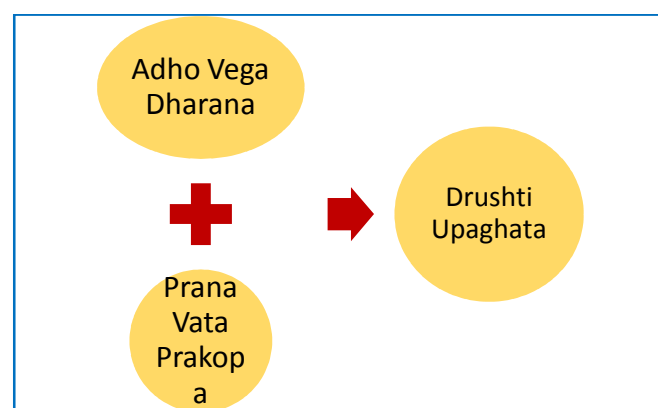 Adho Vega
Dharana
Drushti
Upaghata
Prana
Vata
Prakop
a